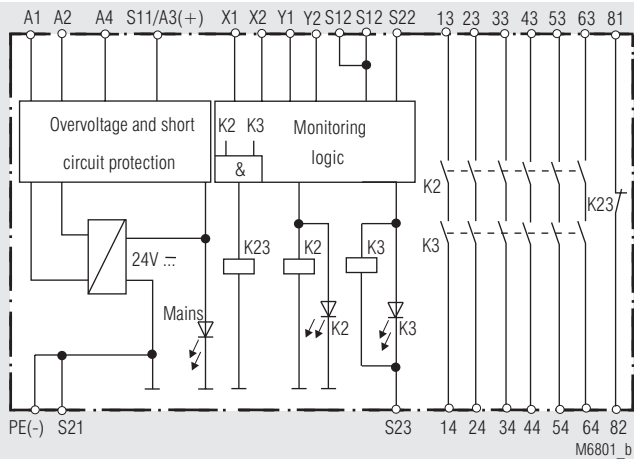 A1 A2 A4 S11/A3(+) X1 X2 Y1 Y2 S12 S12 S22 13 23 33 43 53 63 81
Overvoltage and short
circuit protection
K2 K3
&
Monitoring
logic
K2
K23
K3
24V ⎓
K23
K2
K3
Mains
K2
K3
PE(-) S21 S23 14 24 34 44 54 64 82
M6801_b